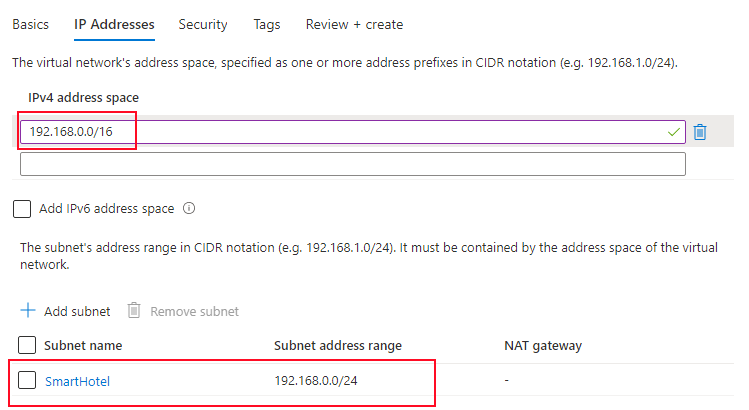 Basics IP Addresses Security Tags Review + create
The virtual network's address space, specified as one or more address prefixes in CIDR notation (e.g. 192.168.1.0/24).
IPv4 address space
192.168.0.0/16
Add IPv6 address space
The subnet's address range in CIDR notation (e.g. 192.168.1.0/24). It must be contained by the address space of the virtual
network.
Add subnet Remove subnet
Subnet name Subnet address range NAT gateway
SmartHotel 192.168.0.0/24 -